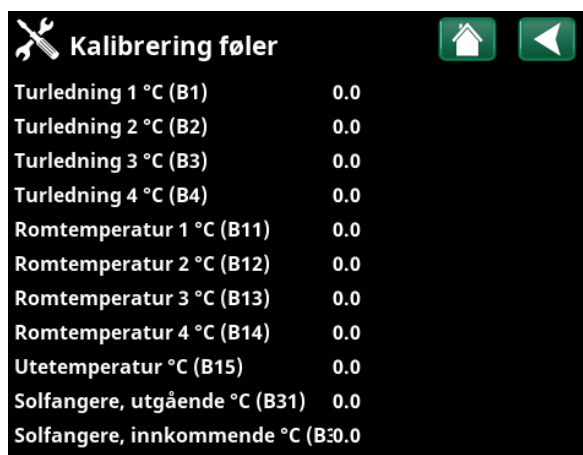 Kalibrering føler
Turledning 1 °C (B1) 0.0
Turledning 2 °C (B2) 0.0
Turledning 3 °C (B3) 0.0
Turledning 4 °C (B4) 0.0
Romtemperatur 1 °C (B11) 0.0
Romtemperatur 2 °C (B12) 0.0
Romtemperatur 3 °C (B13) 0.0
Romtemperatur 4 °C (B14) 0.0
Utetemperatur °C (B15) 0.0
Solfangere, utgående °C (B31) 0.0
Solfangere, innkommende °C (B3 0.0